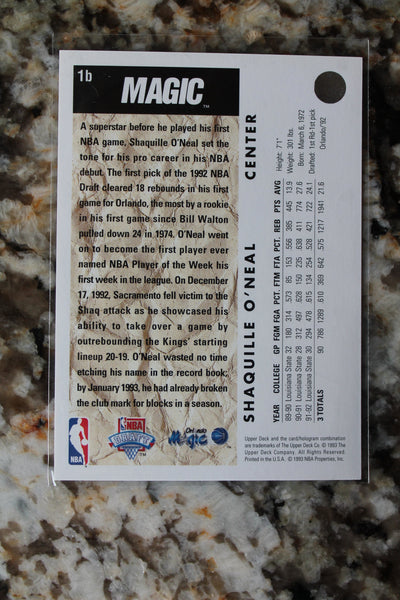 1b
MAGIC
TM
A superstar before he played his first
NBA game, Shaquille O'Neal set the
tone for his pro career in his NBA
debut. The first pick of the 1992 NBA
Draft cleared 18 rebounds in his first
game for Orlando, the most by a rookie
in his first game since Bill Walton
pulled down 24 in 1974. O'Neal went
on to become the first player ever
named NBA Player of the Week his
first week in the league. On December
17, 1992, Sacramento fell victim to the
Shaq attack as he showcased his
ability to take over a game by
outrebounding the Kings' starting
lineup 20-19. O'Neal wasted no time
etching his name in the record book;
by January 1993, he had already broken
the club mark for blocks in a season.
NBA
NBA
DRAFT
Orlando
Magic
SHAQUILLE O'NEAL CENTER
Height: 7'1"
Weight: 301 lbs.
Born: March 6, 1972
Drafted: 1st Rd-1st pick
Orlando/'92
YEAR COLLEGE GP FGM FGA PCT. FTM FTA PCT. REB PTS AVG
89-90 Louisiana State 32 180 314 .573 85 153 .556 385 445 13.9
90-91 Louisiana State 28 312 497 .628 150 235 .638 411 774 27.6
91-92 Louisiana State 30 294 478 .615 134 254 .528 421 722 24.1
3 TOTALS 90 786 1289 .610 369 642 .575 1217 1941 21.6
Upper Deck and the card/hologram combination
are trademarks of The Upper Deck Co. © 1993 The
Upper Deck Company. All Rights Reserved.
Printed in the U.S.A. © 1993 NBA Properties, Inc.